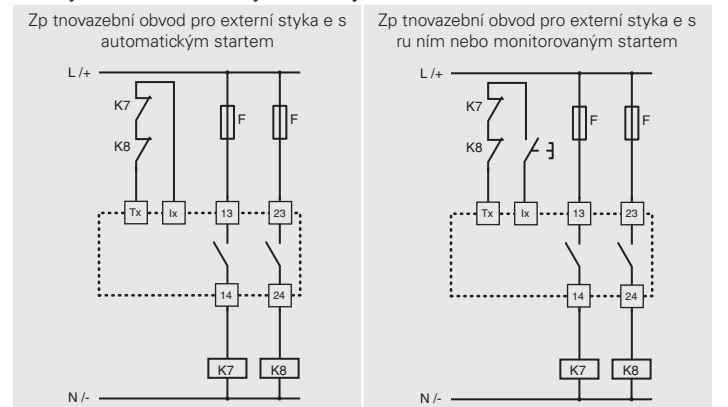 Zp tnovazební obvod pro externí styka e s
automatickým startem
L /+
K7
K8
F
F
Tx
Ix
13
23
14
24
K7
K8
N /-
Zp tnovazební obvod pro externí styka e s
ru ním nebo monitorovaným startem
L /+
K7
K8
F
F
Tx
Ix
13
23
14
24
K7
K8
N /-